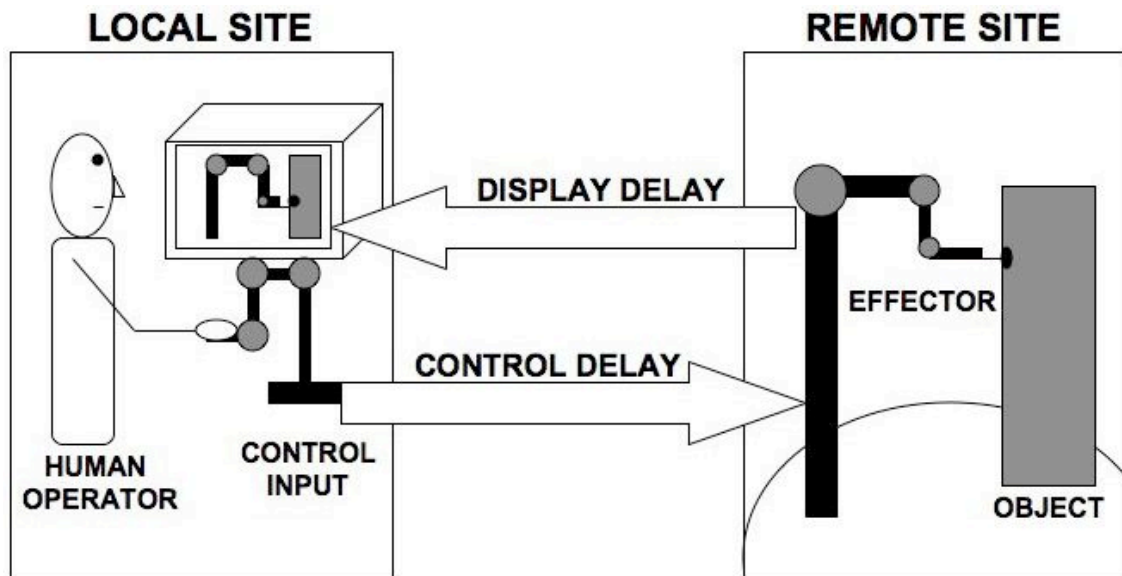 LOCAL SITE
REMOTE SITE
DISPLAY DELAY
EFFECTOR
CONTROL DELAY
HUMAN
OPERATOR
CONTROL
INPUT
OBJECT